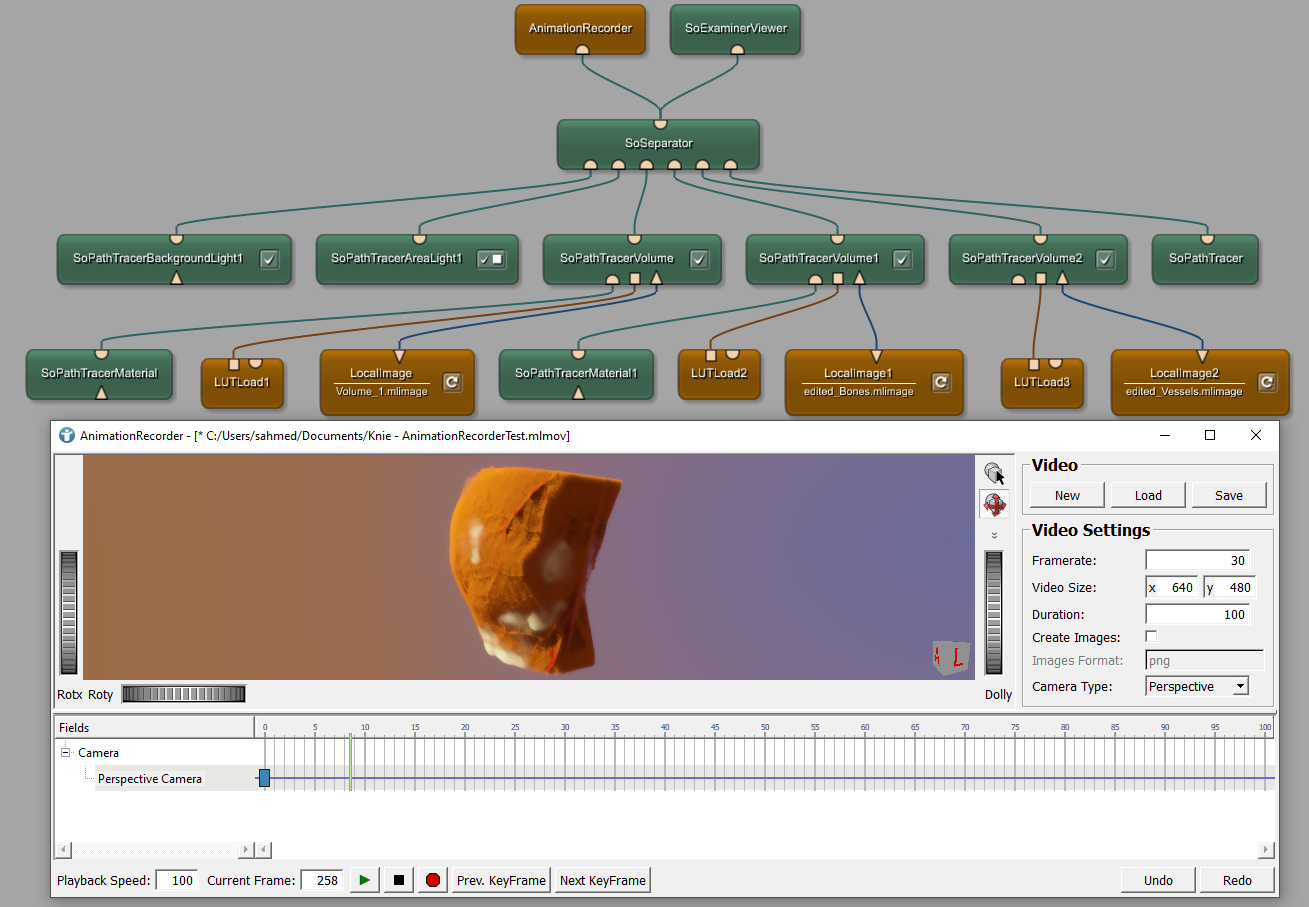 AnimationRecorder
SoExaminerViewer
SoSeparator
SoPathTracerBackgroundLight1
SoPathTracerAreaLight1
SoPathTracerVolume
SoPathTracerVolume1
SoPathTracerVolume2
SoPathTracer
SoPathTracerMaterial
LUTLoad1
LocalImage
Volume_1.mlimage
SoPathTracerMaterial1
LUTLoad2
LocalImage1
edited_Bones.mlimage
LUTLoad3
LocalImage2
edited_Vessels.mlimage
AnimationRecorder - [* C:/Users/sahmed/Documents/Knie - AnimationRecorderTest.mlmov]
L
Rotx Roty
Dolly
Video
New Load Save
Video Settings
Framerate: 30
Video Size: x 640 y 480
Duration: 100
Create Images:
Images Format: png
Camera Type: Perspective
Fields 0 5 10 15 20 25 30 35 40 45 50 55 60 65 70 75 80 85 90 95 100
Camera
Perspective Camera
Playback Speed: 100 Current Frame: 258 Prev. KeyFrame Next KeyFrame Undo Redo